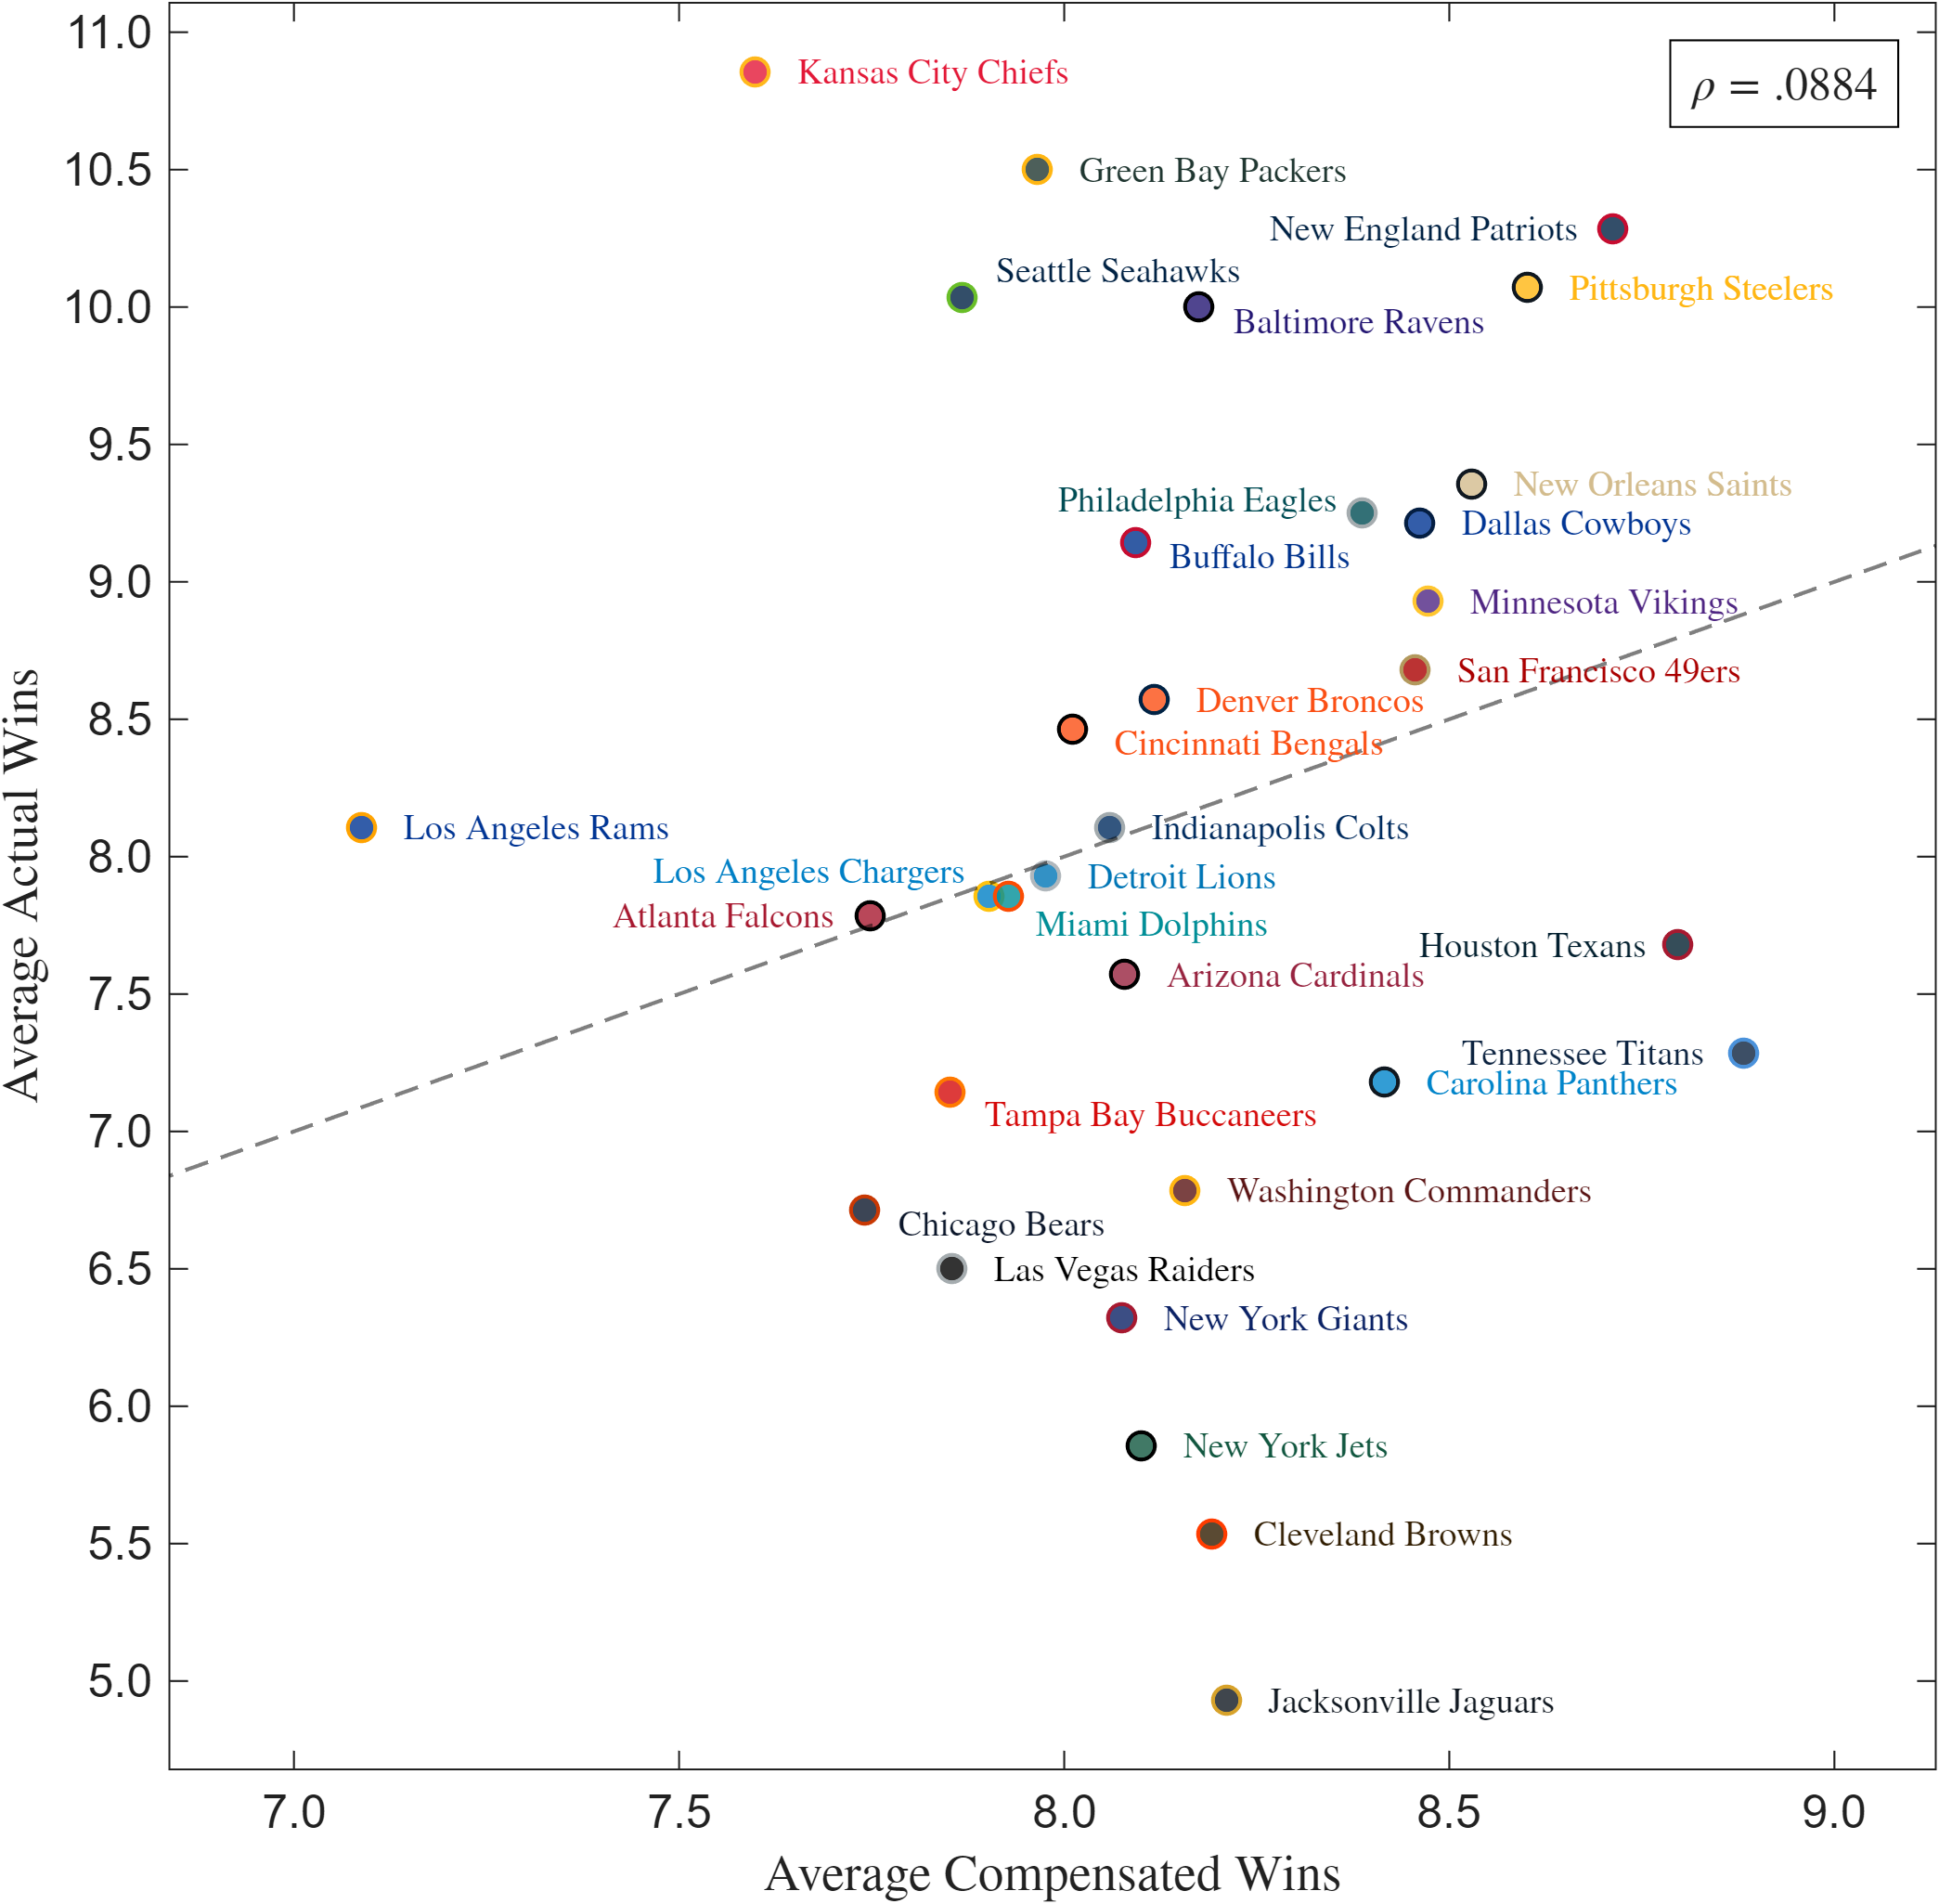 11.0
Kansas City Chiefs
ρ = .0884
10.5
Green Bay Packers
New England Patriots
Seattle Seahawks
Pittsburgh Steelers
10.0
Baltimore Ravens
9.5
New Orleans Saints
Philadelphia Eagles
Dallas Cowboys
Buffalo Bills
9.0
Minnesota Vikings
San Francisco 49ers
Denver Broncos
8.5
Cincinnati Bengals
Los Angeles Rams
Indianapolis Colts
8.0
Los Angeles Chargers
Detroit Lions
Atlanta Falcons
Miami Dolphins
Houston Texans
Arizona Cardinals
7.5
Tennessee Titans
Carolina Panthers
Tampa Bay Buccaneers
7.0
Washington Commanders
Chicago Bears
Las Vegas Raiders
6.5
New York Giants
6.0
New York Jets
Cleveland Browns
5.5
5.0
Jacksonville Jaguars
Average Actual Wins
7.0 7.5 8.0 8.5 9.0
Average Compensated Wins